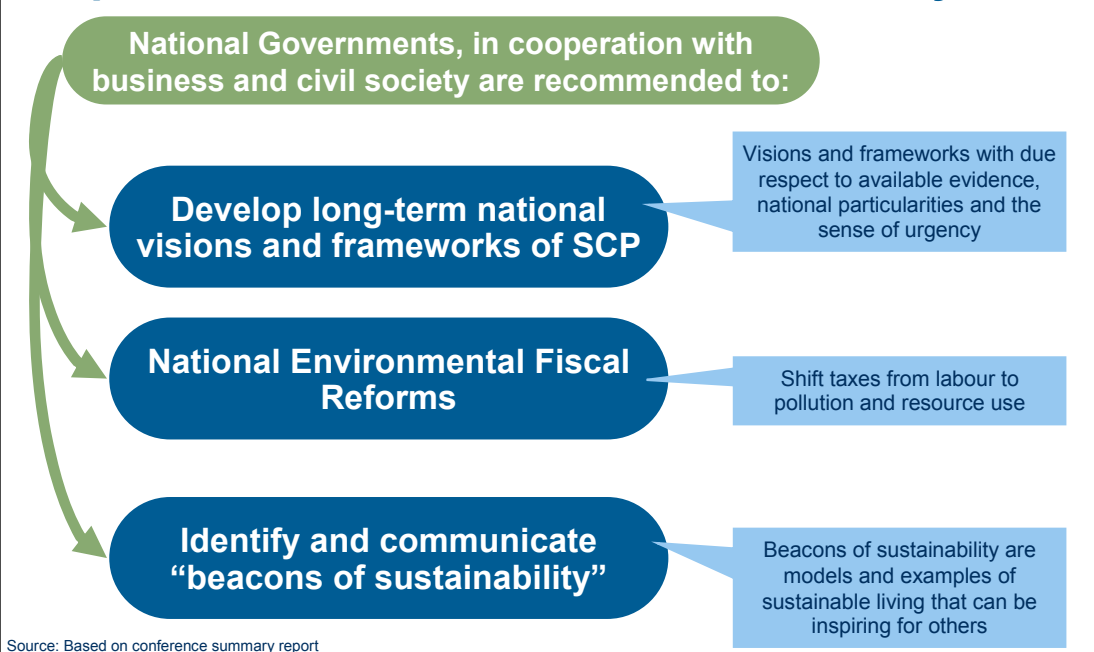 National Governments, in cooperation with
business and civil society are recommended to:
Develop long-term national
visions and frameworks of SCP
Visions and frameworks with due
respect to available evidence,
national particularities and the
sense of urgency
National Environmental Fiscal
Reforms
Shift taxes from labour to
pollution and resource use
Identify and communicate
“beacons of sustainability”
Beacons of sustainability are
models and examples of
sustainable living that can be
inspiring for others
Source: Based on conference summary report